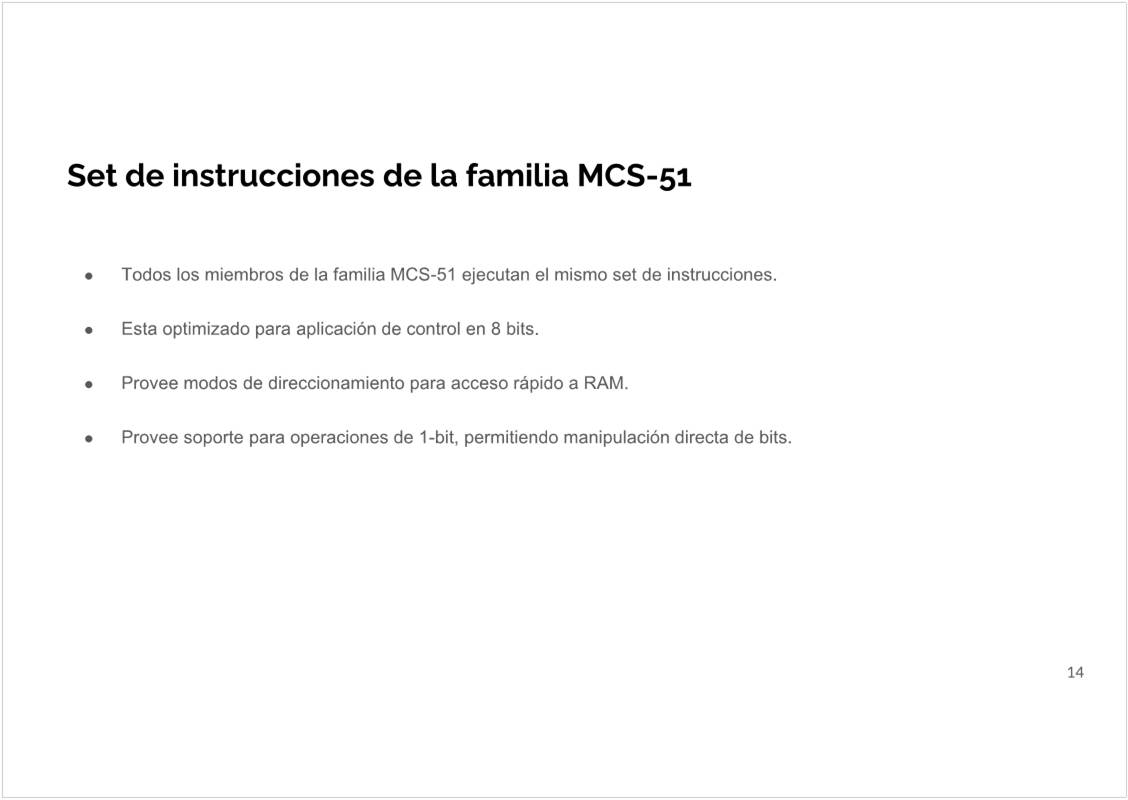 Set de instrucciones de la familia MCS-51
● Todos los miembros de la familia MCS-51 ejecutan el mismo set de instrucciones.
● Esta optimizado para aplicación de control en 8 bits.
● Provee modos de direccionamiento para acceso rápido a RAM.
● Provee soporte para operaciones de 1-bit, permitiendo manipulación directa de bits.
14